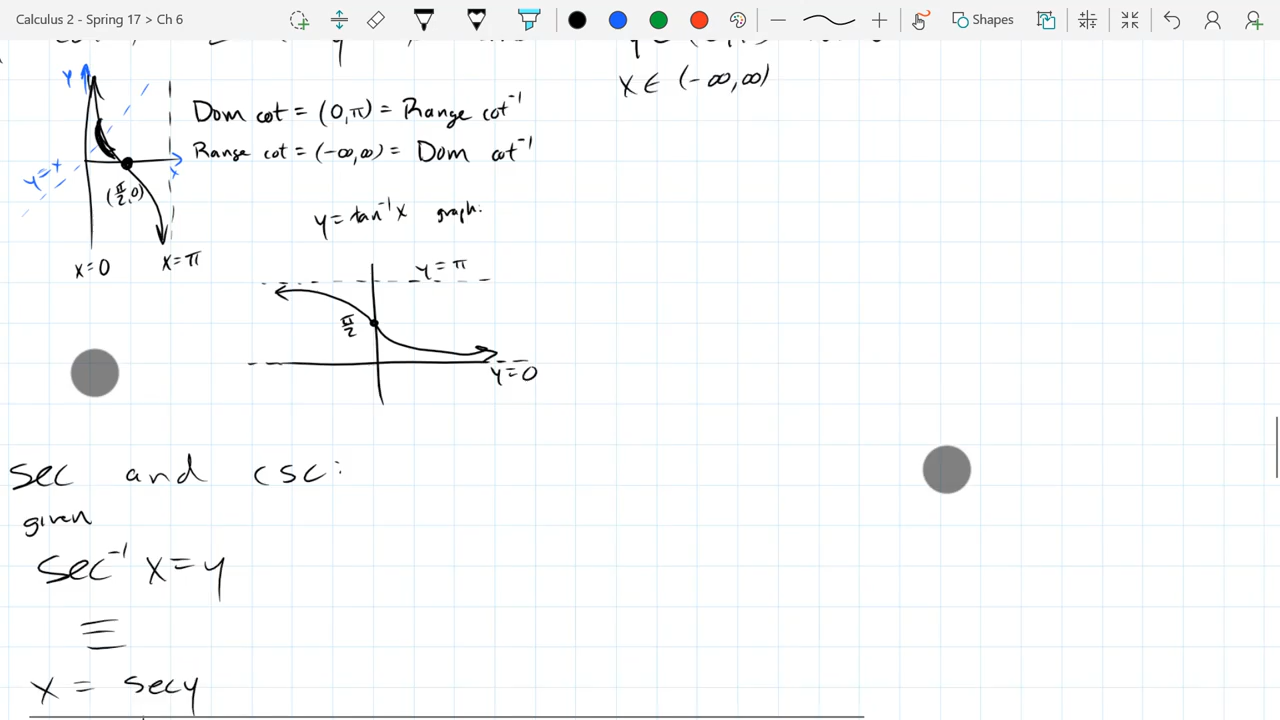 Calculus 2 - Spring 17 > Ch 6
Shapes
x ∈ (-∞,∞)
y
Dom cot = (0,π) = Range cot⁻¹
Range cot = (-∞,∞) = Dom cot⁻¹
y=x
x
(π/2,0)
x=0
x=π
y = tan⁻¹x graph:
y=π
π/2
y=0
sec and csc:
given
sec⁻¹ x = y
≡
x = sec y